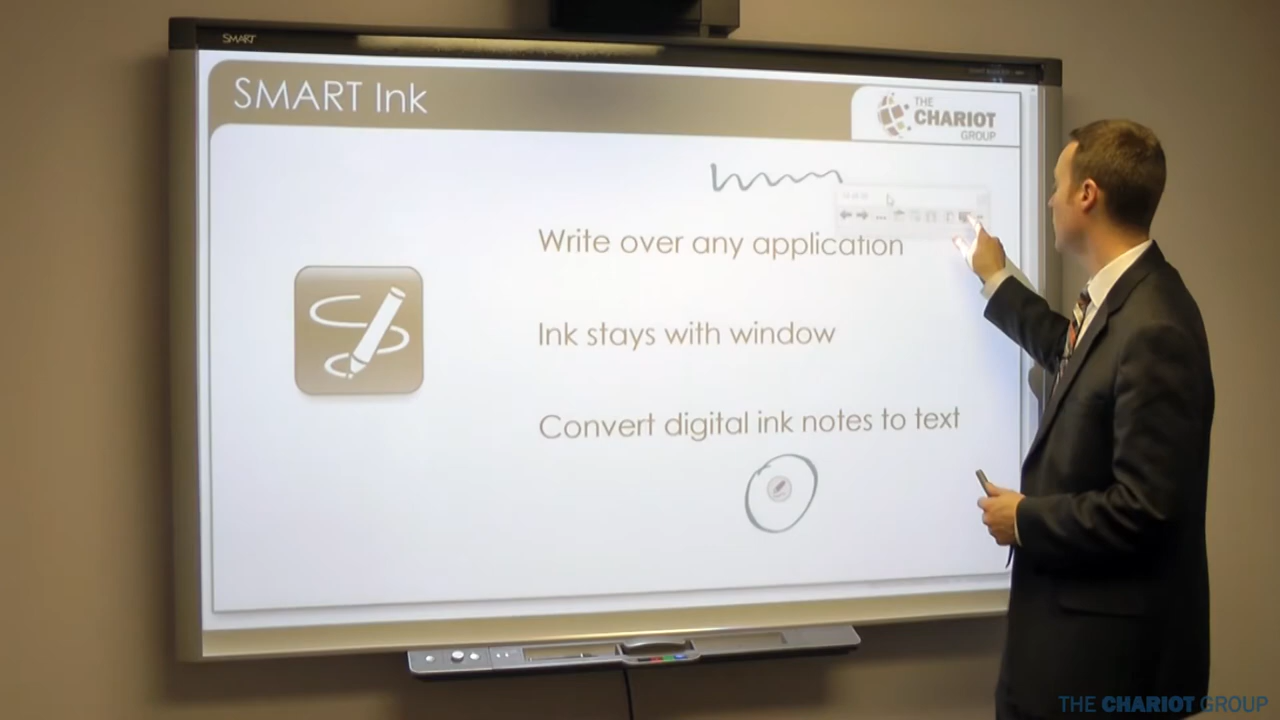 SMART
SMART Ink
THE
CHARIOT
GROUP
Write over any application
Ink stays with window
Convert digital ink notes to text
THE CHARIOT GROUP